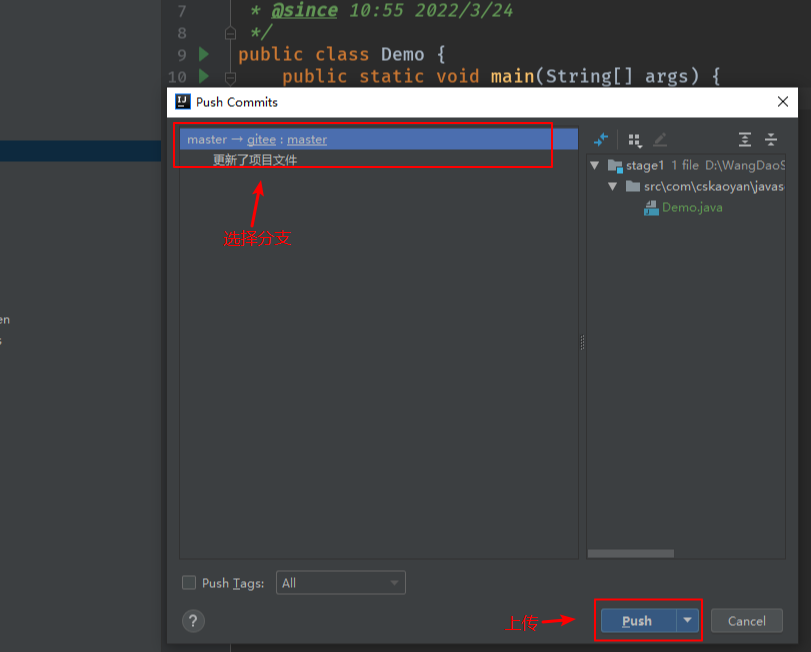 7 * @since 10:55 2022/3/24
8 */
9 public class Demo {
10 public static void main(String[] args) {
Push Commits
master → gitee : master
更新了项目文件
选择分支
stage1 1 file D:\WangDaoS
src\com\cskaoyan\javas
Demo.java
en
s
Push Tags: All
?
上传
Push
Cancel